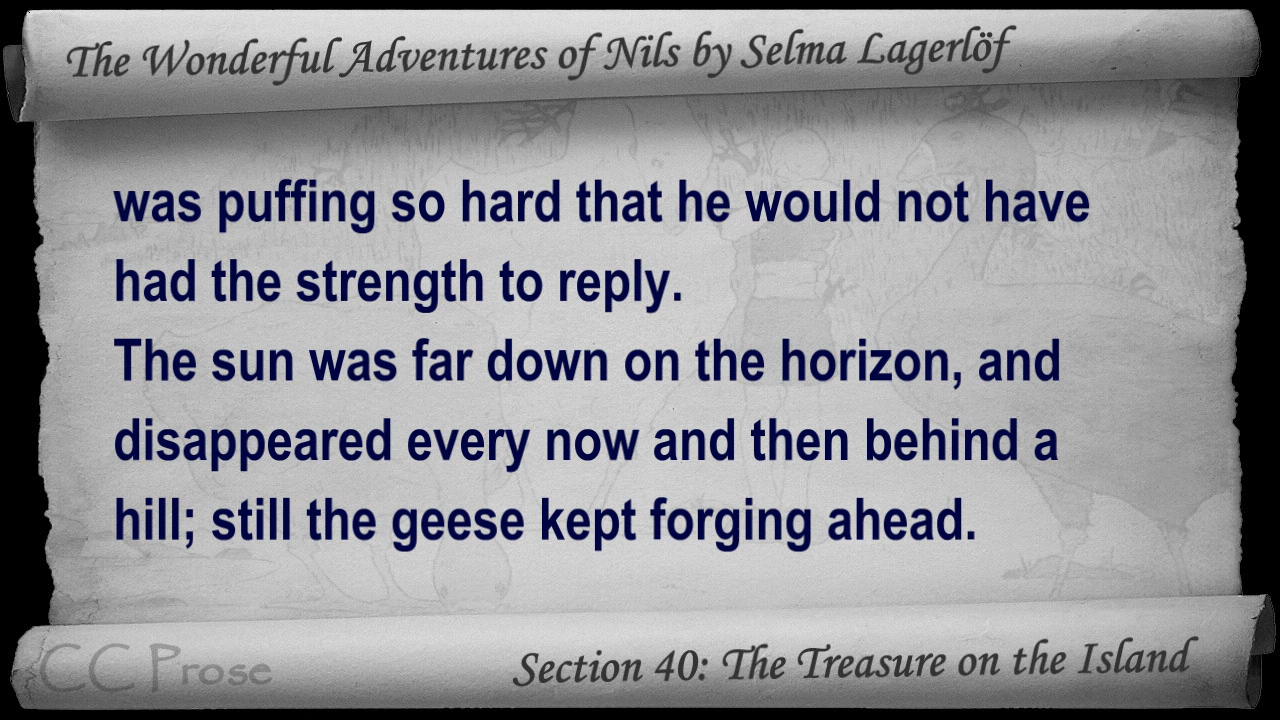 The Wonderful Adventures of Nils by Selma Lagerlöf
was puffing so hard that he would not have
had the strength to reply.
The sun was far down on the horizon, and
disappeared every now and then behind a
hill; still the geese kept forging ahead.
CC Prose
Section 40: The Treasure on the Island